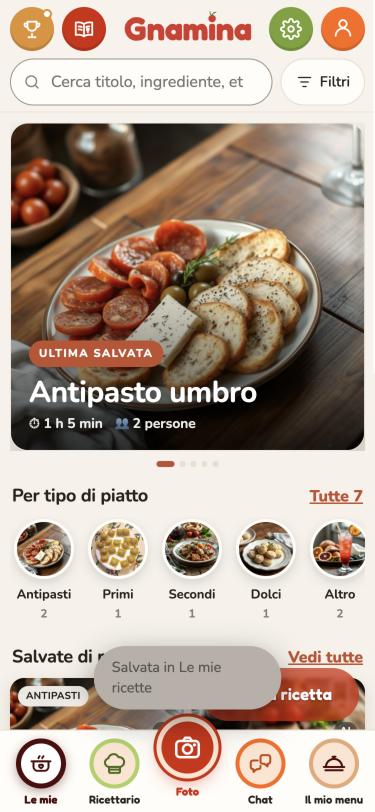 Gnamina
Cerca titolo, ingrediente, et
Filtri
ULTIMA SALVATA
Antipasto umbro
1 h 5 min 2 persone
Per tipo di piatto
Tutte 7
Antipasti
2
Primi
1
Secondi
1
Dolci
1
Altro
2
Salvate di
Vedi tutte
Salvata in Le mie
ricette
ANTIPASTI
ricetta
Le mie
Ricettario
Foto
Chat
Il mio menu